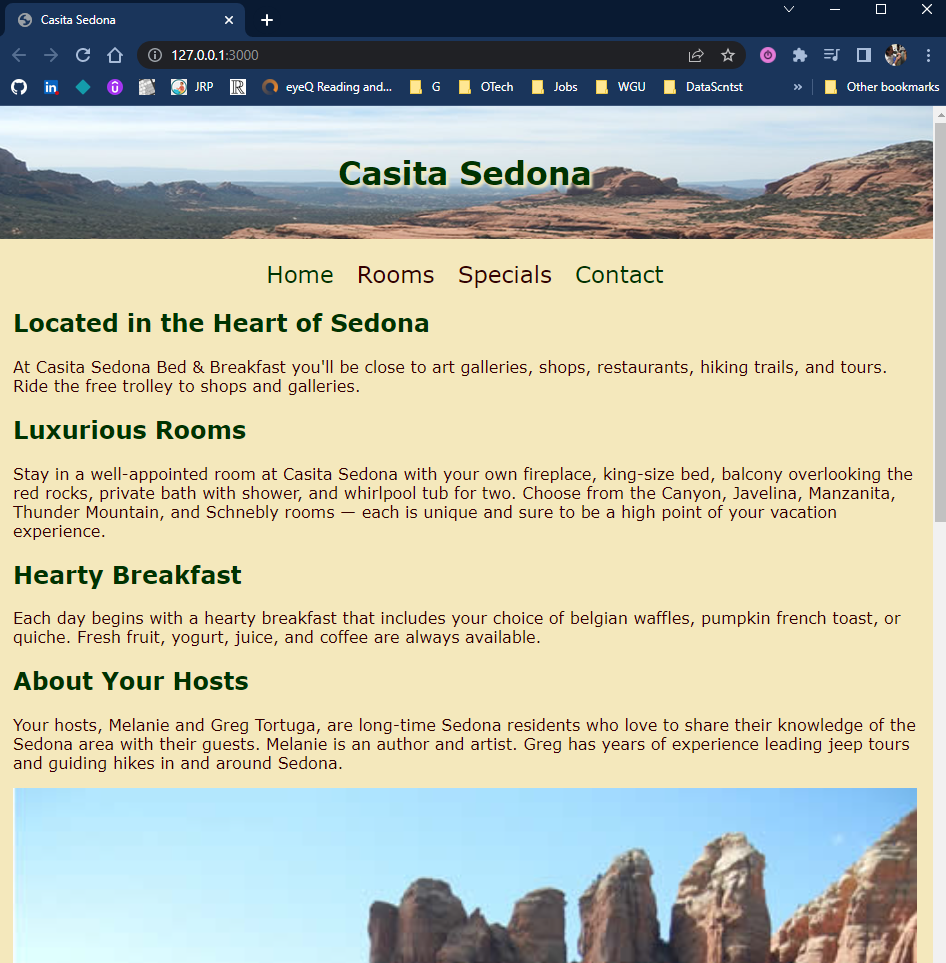 Casita Sedona
127.0.0.1:3000
in
JRP
R
eyeQ Reading and...
G
OTech
Jobs
WGU
DataScntst
»
Other bookmarks
Casita Sedona
Home Rooms Specials Contact
Located in the Heart of Sedona
At Casita Sedona Bed & Breakfast you'll be close to art galleries, shops, restaurants, hiking trails, and tours.
Ride the free trolley to shops and galleries.
Luxurious Rooms
Stay in a well-appointed room at Casita Sedona with your own fireplace, king-size bed, balcony overlooking the
red rocks, private bath with shower, and whirlpool tub for two. Choose from the Canyon, Javelina, Manzanita,
Thunder Mountain, and Schnebly rooms — each is unique and sure to be a high point of your vacation
experience.
Hearty Breakfast
Each day begins with a hearty breakfast that includes your choice of belgian waffles, pumpkin french toast, or
quiche. Fresh fruit, yogurt, juice, and coffee are always available.
About Your Hosts
Your hosts, Melanie and Greg Tortuga, are long-time Sedona residents who love to share their knowledge of the
Sedona area with their guests. Melanie is an author and artist. Greg has years of experience leading jeep tours
and guiding hikes in and around Sedona.